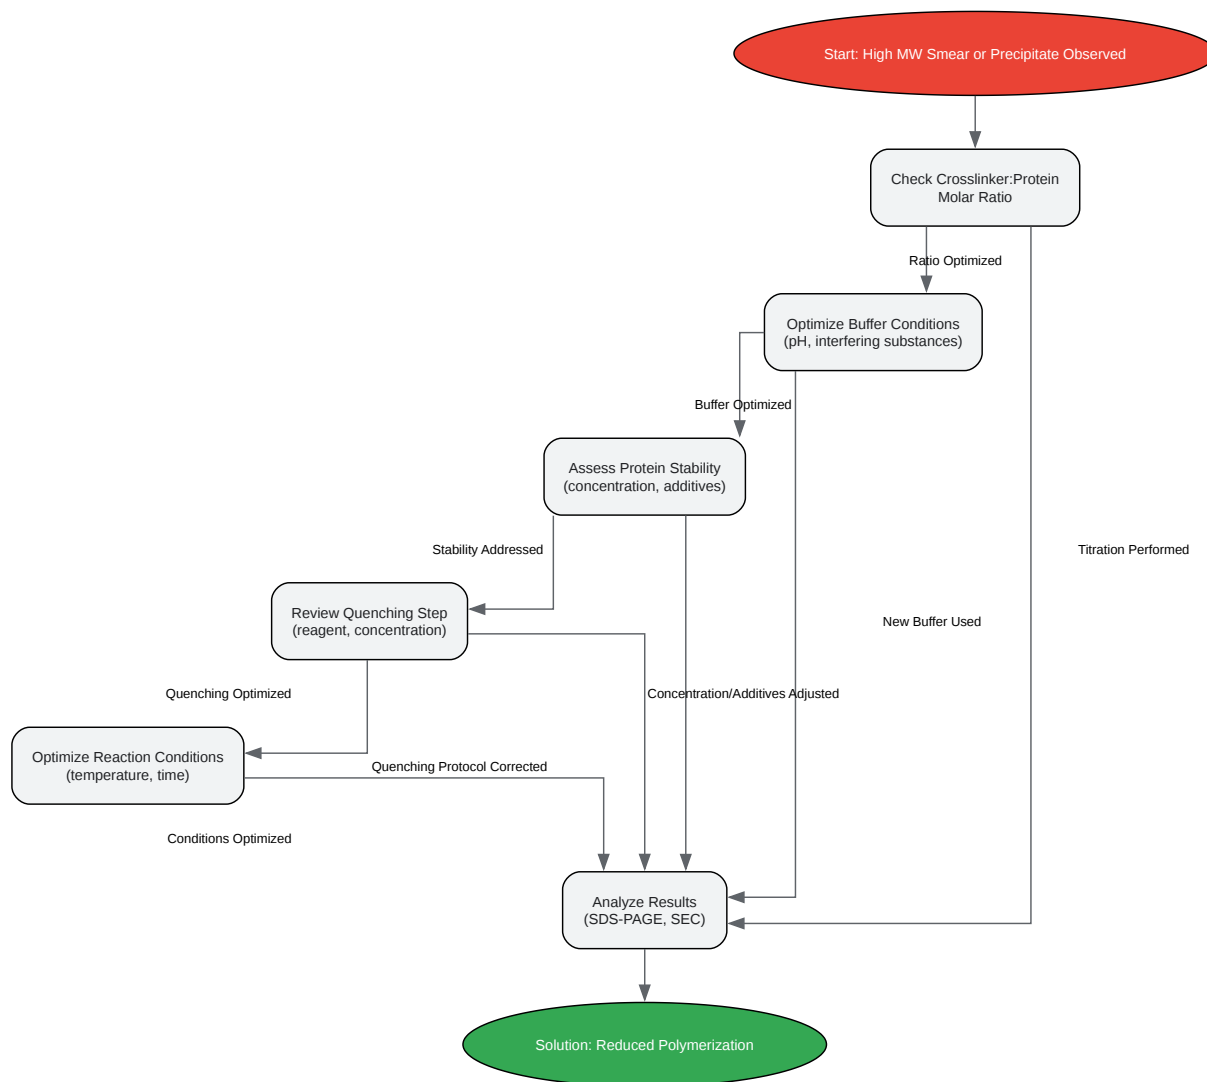 Start: High MW Smear or Precipitate Observed
Check Crosslinker:Protein
Molar Ratio
Ratio Optimized
Optimize Buffer Conditions
(pH, interfering substances)
Buffer Optimized
Assess Protein Stability
(concentration, additives)
Stability Addressed
Titration Performed
Review Quenching Step
(reagent, concentration)
New Buffer Used
Quenching Optimized
Concentration/Additives Adjusted
Optimize Reaction Conditions
(temperature, time)
Quenching Protocol Corrected
Conditions Optimized
Analyze Results
(SDS-PAGE, SEC)
Solution: Reduced Polymerization